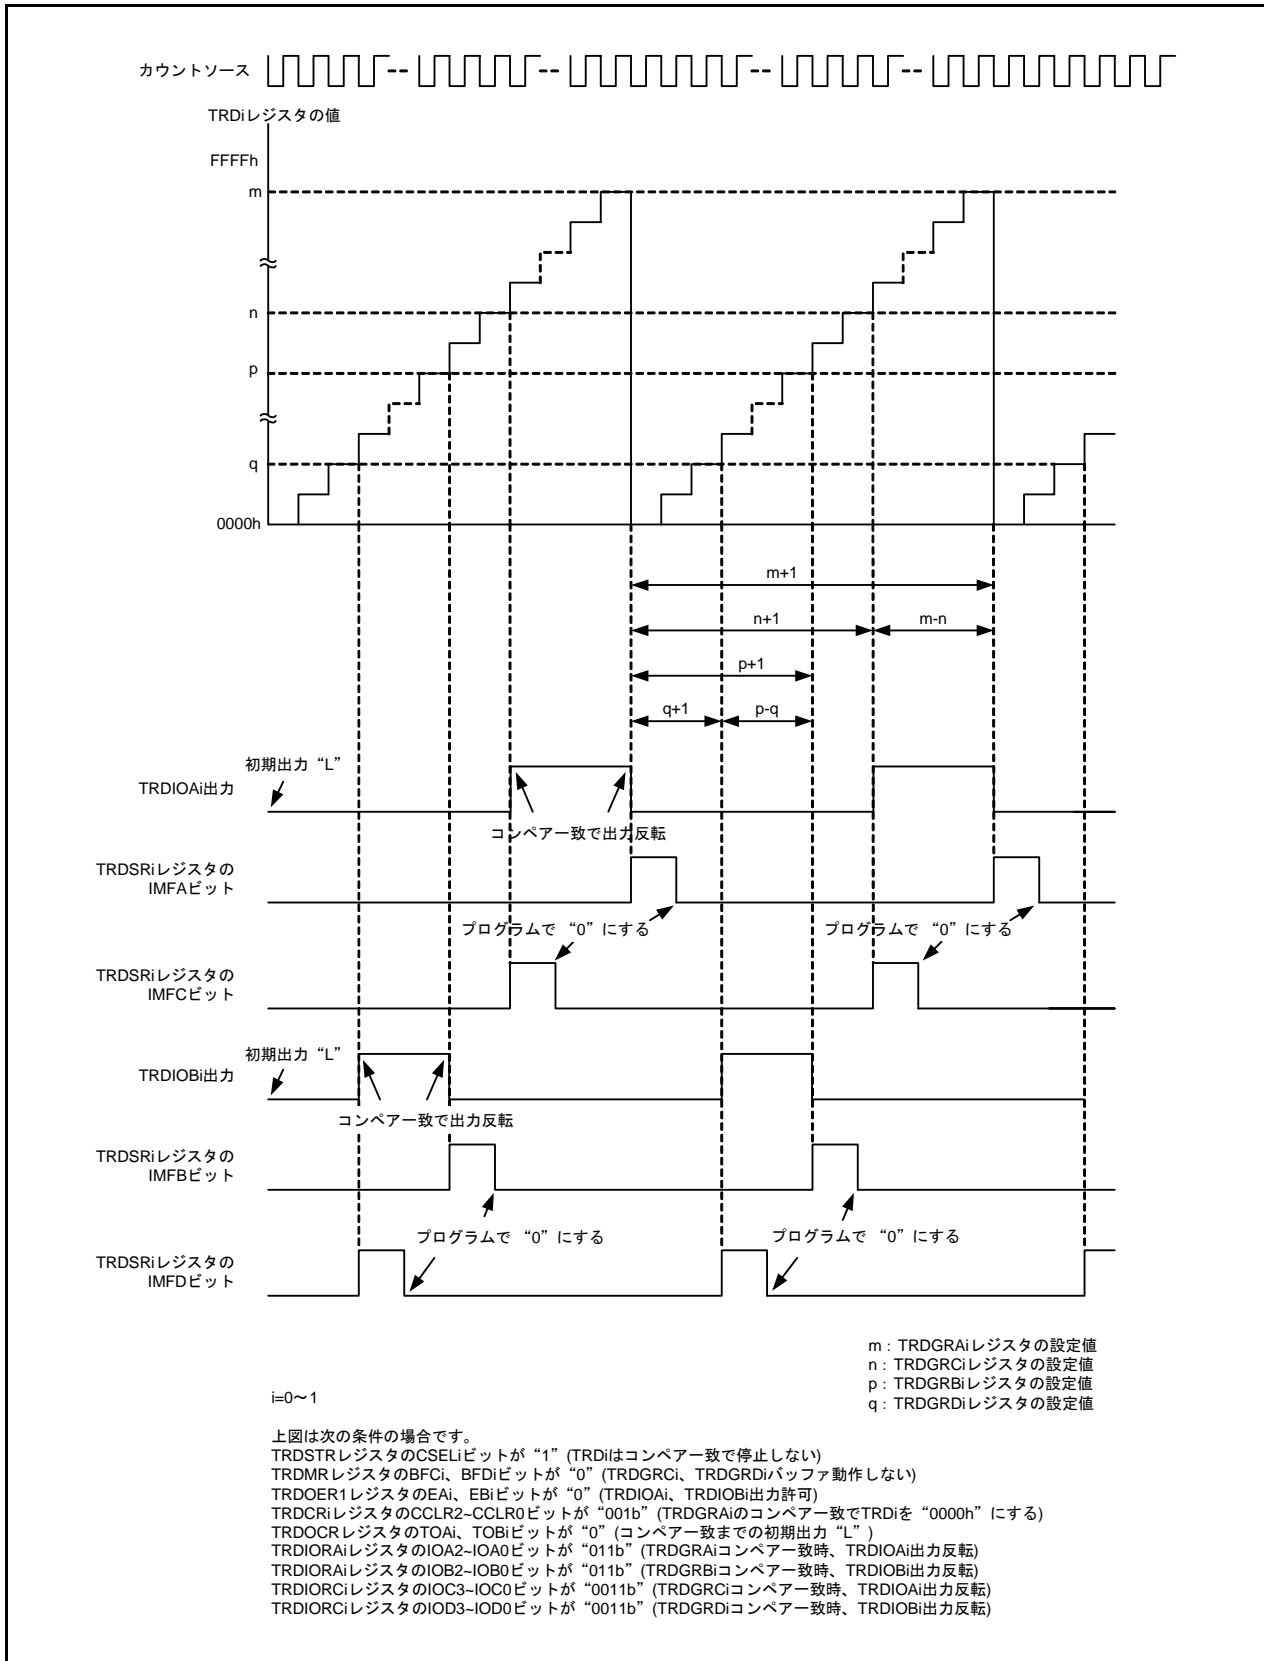 カウントソース
TRDiレジスタの値
FFFFh
m
n
p
q
0000h
m+1
n+1
m-n
p+1
q+1
p-q
初期出力“L”
TRDIOAi出力
コンペア一致で出力反転
TRDSRiレジスタの
IMFAビット
プログラムで “0”にする
プログラムで “0”にする
TRDSRiレジスタの
IMFCビット
初期出力“L”
TRDIOBi出力
コンペア一致で出力反転
TRDSRiレジスタの
IMFBビット
プログラムで “0”にする
プログラムで “0”にする
TRDSRiレジスタの
IMFDビット
m : TRDGRAiレジスタの設定値
n : TRDGRCiレジスタの設定値
p : TRDGRBiレジスタの設定値
q : TRDGRDiレジスタの設定値
i=0～1
上図は次の条件の場合です。
TRDSTRレジスタのCSELiビットが“1”(TRDiはコンペア一致で停止しない)
TRDMRレジスタのBFCi、BFDiビットが“0”(TRDGRCi、TRDGRDiバッファ動作しない)
TRDOER1レジスタのEAi、EBiビットが“0”(TRDIOAi、TRDIOBi出力許可)
TRDCRiレジスタのCCLR2~CCLR0ビットが“001b”(TRDGRAiのコンペア一致でTRDiを“0000h”にする)
TRDOCRレジスタのTOAi、TOBiビットが“0”(コンペア一致までの初期出力“L”)
TRDIORAiレジスタのIOA2~IOA0ビットが“011b”(TRDGRAiコンペア一致時、TRDIOAi出力反転)
TRDIORAiレジスタのIOB2~IOB0ビットが“011b”(TRDGRBiコンペア一致時、TRDIOBi出力反転)
TRDIORCiレジスタのIOC3~IOC0ビットが“0011b”(TRDGRCiコンペア一致時、TRDIOAi出力反転)
TRDIORCiレジスタのIOD3~IOD0ビットが“0011b”(TRDGRDiコンペア一致時、TRDIOBi出力反転)